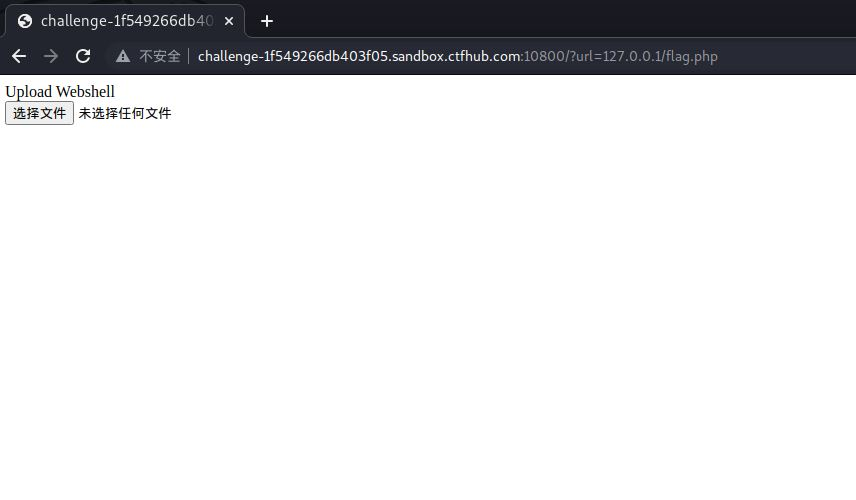 challenge-1f549266db40
不安全 challenge-1f549266db403f05.sandbox.ctfhub.com:10800/?url=127.0.0.1/flag.php
Upload Webshell
选择文件 未选择任何文件